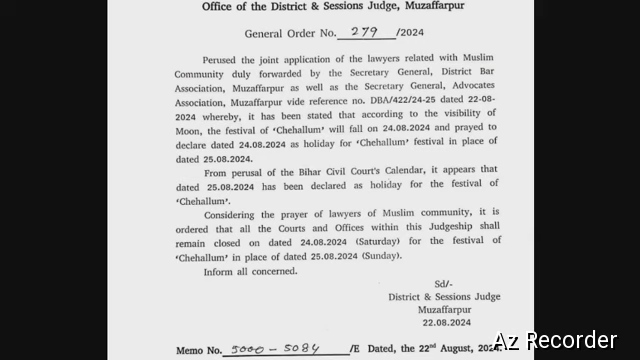 Office of the District & Sessions Judge, Muzaffarpur
General Order No. 279 /2024
Perused the joint application of the lawyers related with Muslim
Community duly forwarded by the Secretary General, District Bar
Association, Muzaffarpur as well as the Secretary General, Advocates
Association, Muzaffarpur vide reference no. DBA/422/24-25 dated 22-08-
2024 whereby, it has been stated that according to the visibility of
Moon, the festival of 'Chehallum' will fall on 24.08.2024 and prayed to
declare dated 24.08.2024 as holiday for 'Chehallum' festival in place of
dated 25.08.2024.
From perusal of the Bihar Civil Court's Calendar, it appears that
dated 25.08.2024 has been declared as holiday for the festival of
'Chehallum'.
Considering the prayer of lawyers of Muslim community, it is
ordered that all the Courts and Offices within this Judgeship shall
remain closed on dated 24.08.2024 (Saturday) for the festival of
'Chehallum' in place of dated 25.08.2024 (Sunday).
Inform all concerned.
Sd/-
District & Sessions Judge
Muzaffarpur
22.08.2024
Memo No. 5000 - 5084 /E Dated, the 22nd August, 2024.
Az Recorder